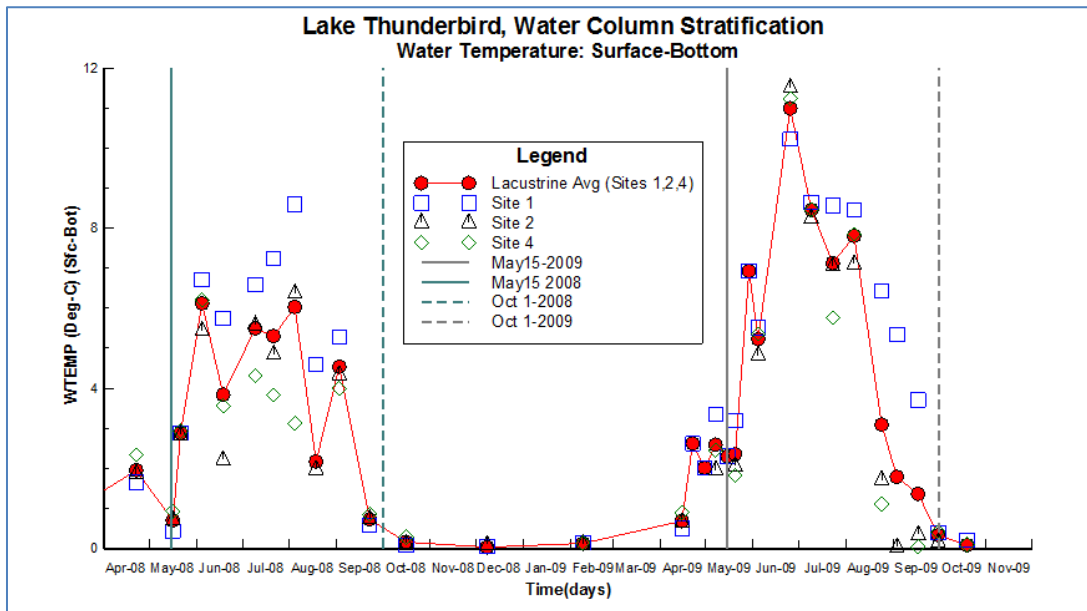 Lake Thunderbird, Water Column Stratification
Water Temperature: Surface-Bottom
WTEMP (Deg-C) (Sfc-Bot)
12
8
4
0
Legend
Lacustrine Avg (Sites 1,2,4)
Site 1
Site 2
Site 4
May15-2009
May15 2008
Oct 1-2008
Oct 1-2009
Apr-08 May-08 Jun-08 Jul-08 Aug-08 Sep-08 Oct-08 Nov-08 Dec-08 Jan-09 Feb-09 Mar-09 Apr-09 May-09 Jun-09 Jul-09 Aug-09 Sep-09 Oct-09 Nov-09
Time(days)